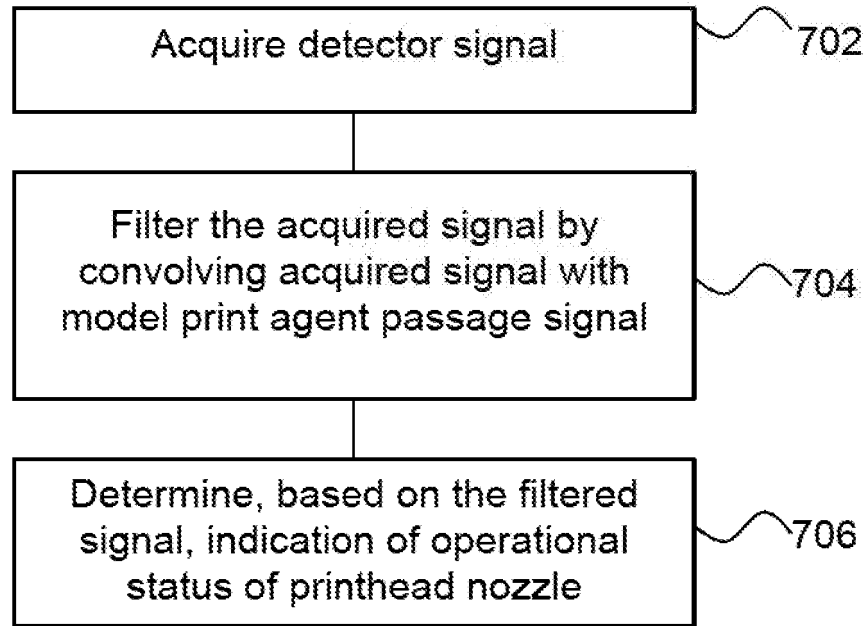 Acquire detector signal
702
Filter the acquired signal by
convolving acquired signal with
model print agent passage signal
704
Determine, based on the filtered
signal, indication of operational
status of printhead nozzle
706